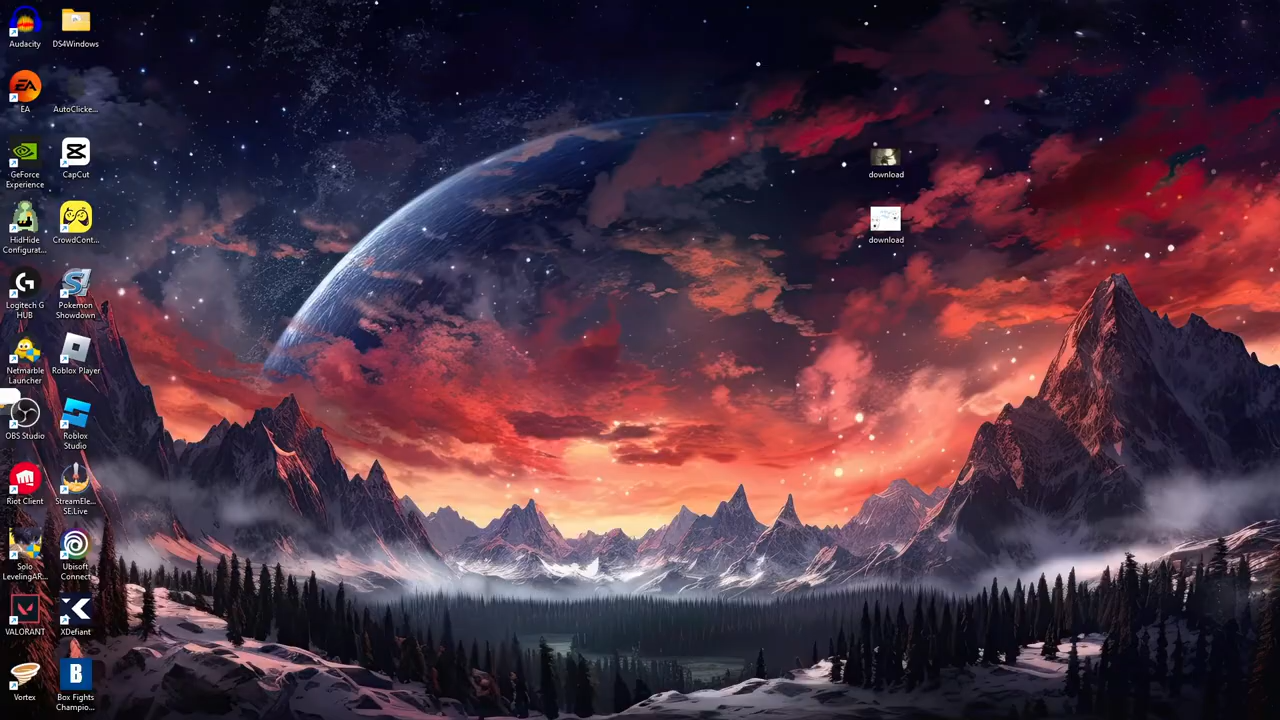 Audacity
DS4Windows
EA
AutoClicke...
GeForce
Experience
CapCut
HidHide
Configurat...
CrowdCont...
Logitech G
HUB
Pokemon
Showdown
Netmarble
Launcher
Roblox Player
OBS Studio
Roblox
Studio
Riot Client
StreamEle...
SE.Live
Solo
LevelingAR...
Ubisoft
Connect
VALORANT
XDefiant
Vortex
Box Fights
Champio...
download
download